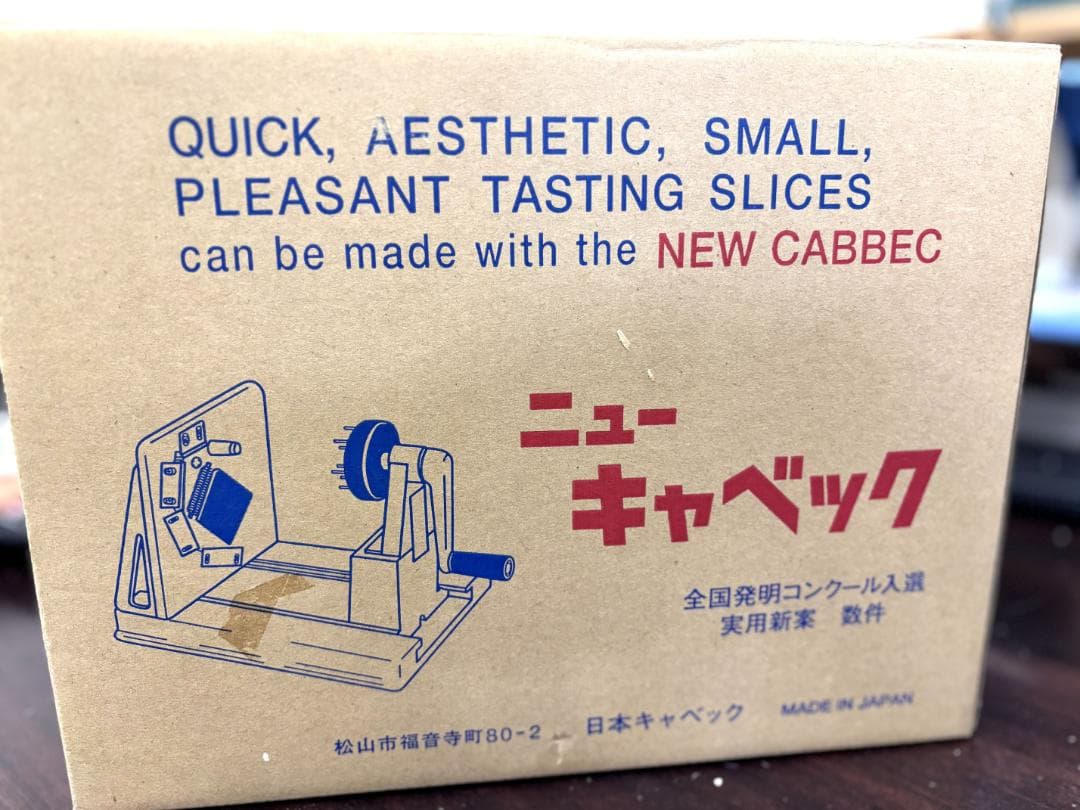 QUICK, AESTHETIC, SMALL,
PLEASANT TASTING SLICES
can be made with the NEW CABBEC
ニュー
キャベック
全国発明コンクール入選
実用新案 数件
松山市福音寺町80-2 日本キャベック MADE IN JAPAN